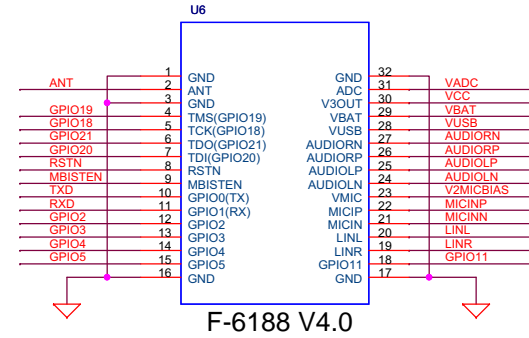 U6
1 GND GND 32
ANT 2 ANT ADC 31 VADC
3 GND V3OUT 30 VCC
GPIO19 4 TMS(GPIO19) VBAT 29 VBAT
GPIO18 5 TCK(GPIO18) VUSB 28 VUSB
GPIO21 6 TDO(GPIO21) AUDIORN 27 AUDIORN
GPIO20 7 TDI(GPIO20) AUDIORP 26 AUDIORP
RSTN 8 RSTN AUDIOLP 25 AUDIOLP
MBISTEN 9 MBISTEN AUDIOLN 24 AUDIOLN
TXD 10 GPIO0(TX) VMIC 23 V2MICBIAS
RXD 11 GPIO1(RX) MICIP 22 MICINP
GPIO2 12 GPIO2 MICIN 21 MICINN
GPIO3 13 GPIO3 LINL 20 LINL
GPIO4 14 GPIO4 LINR 19 LINR
GPIO5 15 GPIO5 GPIO11 18 GPIO11
16 GND GND 17
F-6188 V4.0